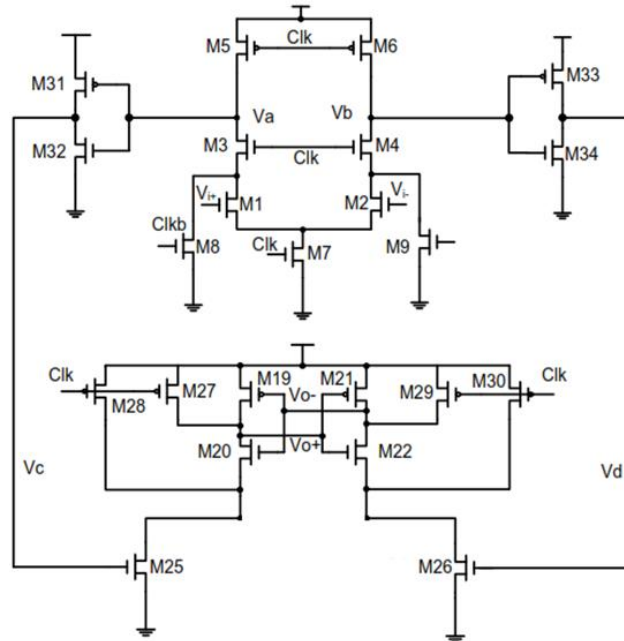 M5 Clk M6
M31 M33
Va Vb
M32 M3 Clk M4 M34
Vi+ M1 M2 Vi-
Clkb
M8 Clk M7 M9
Clk M28 M27 M19 M21 M29 M30 Clk
Vo-
M20 Vo+ M22
Vc Vd
M25 M26